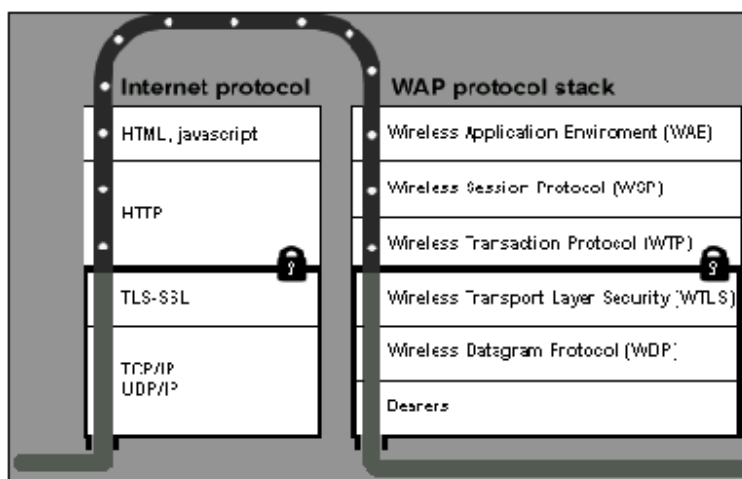 Internet protocol
HTML, javascript
HTTP
TLS-SSL
TCP/IP
UDP/IP
WAP protocol stack
Wireless Application Enviroment (WAE)
Wireless Session Protocol (WSP)
Wireless Transaction Protocol (WTP)
Wireless Transport Layer Security (WTLS)
Wireless Datagram Protocol (WDP)
Bearers